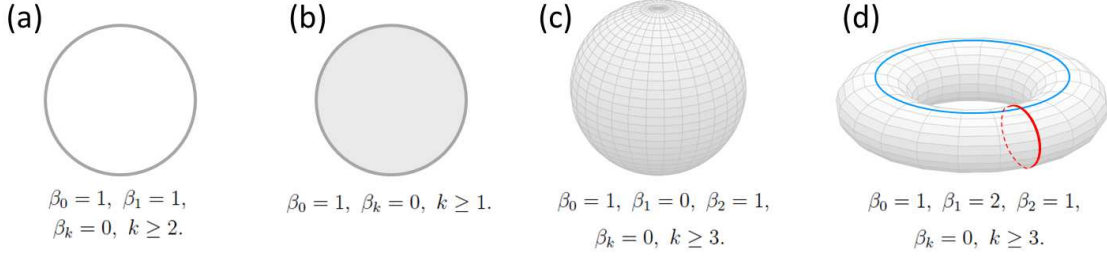 (a)
(b)
(c)
(d)
β₀ = 1, β₁ = 1,
βₖ = 0, k ≥ 2.
β₀ = 1, βₖ = 0, k ≥ 1.
β₀ = 1, β₁ = 0, β₂ = 1,
βₖ = 0, k ≥ 3.
β₀ = 1, β₁ = 2, β₂ = 1,
βₖ = 0, k ≥ 3.